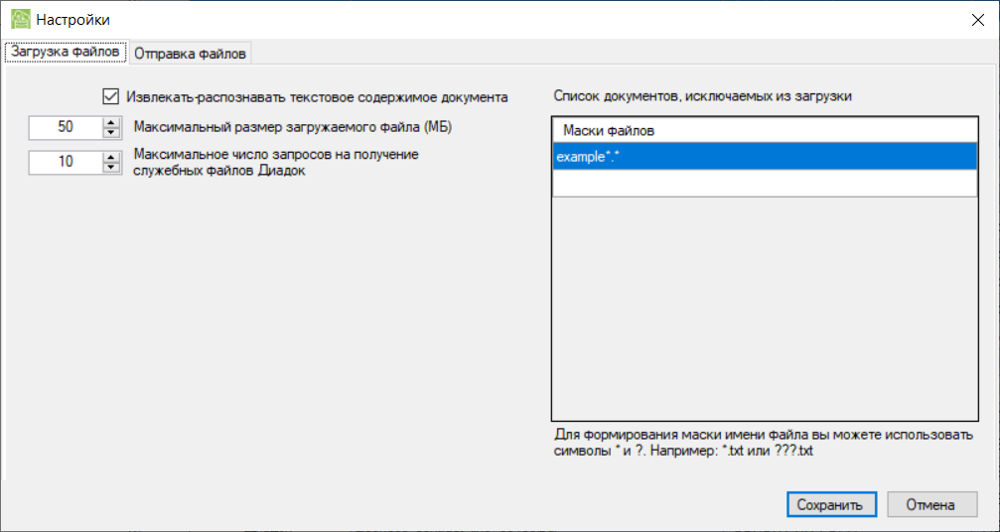 Настройки
Загрузка файлов
Отправка файлов
Извлекать-распознавать текстовое содержимое документа
50
Максимальный размер загружаемого файла (МБ)
10
Максимальное число запросов на получение
служебных файлов Диадок
Список документов, исключаемых из загрузки
Маски файлов
example*.*
Для формирования маски имени файла вы можете использовать
символы * и ?. Например: *.txt или ???.txt
Сохранить
Отмена